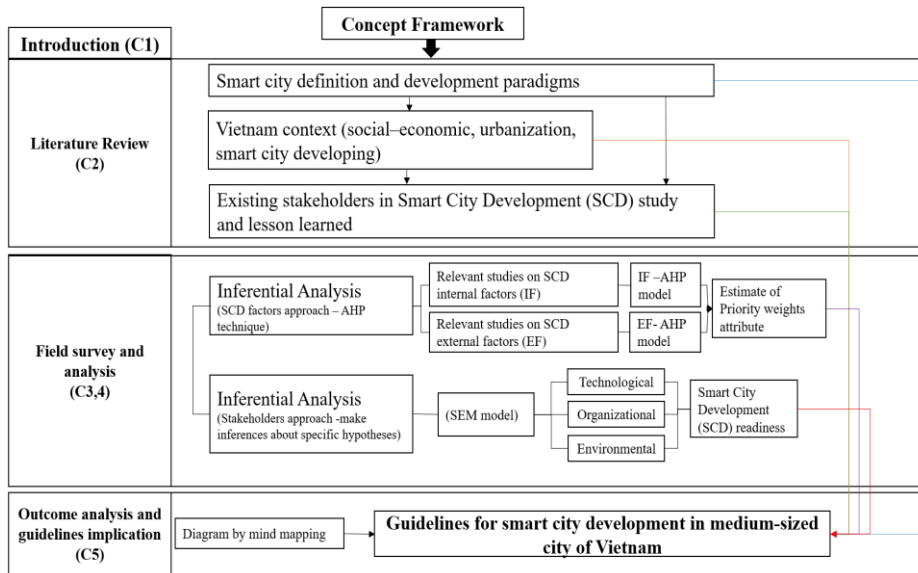 Concept Framework
Introduction (C1)
Smart city definition and development paradigms
Literature Review
(C2)
Vietnam context (social–economic, urbanization,
smart city developing)
Existing stakeholders in Smart City Development (SCD) study
and lesson learned
Field survey and
analysis
(C3,4)
Inferential Analysis
(SCD factors approach – AHP
technique)
Relevant studies on SCD
internal factors (IF)
IF –AHP
model
Relevant studies on SCD
external factors (EF)
EF- AHP
model
Estimate of
Priority weights
attribute
Inferential Analysis
(Stakeholders approach -make
inferences about specific hypotheses)
(SEM model)
Technological
Organizational
Environmental
Smart City
Development
(SCD) readiness
Outcome analysis and
guidelines implication
(C5)
Diagram by mind mapping
Guidelines for smart city development in medium-sized
city of Vietnam